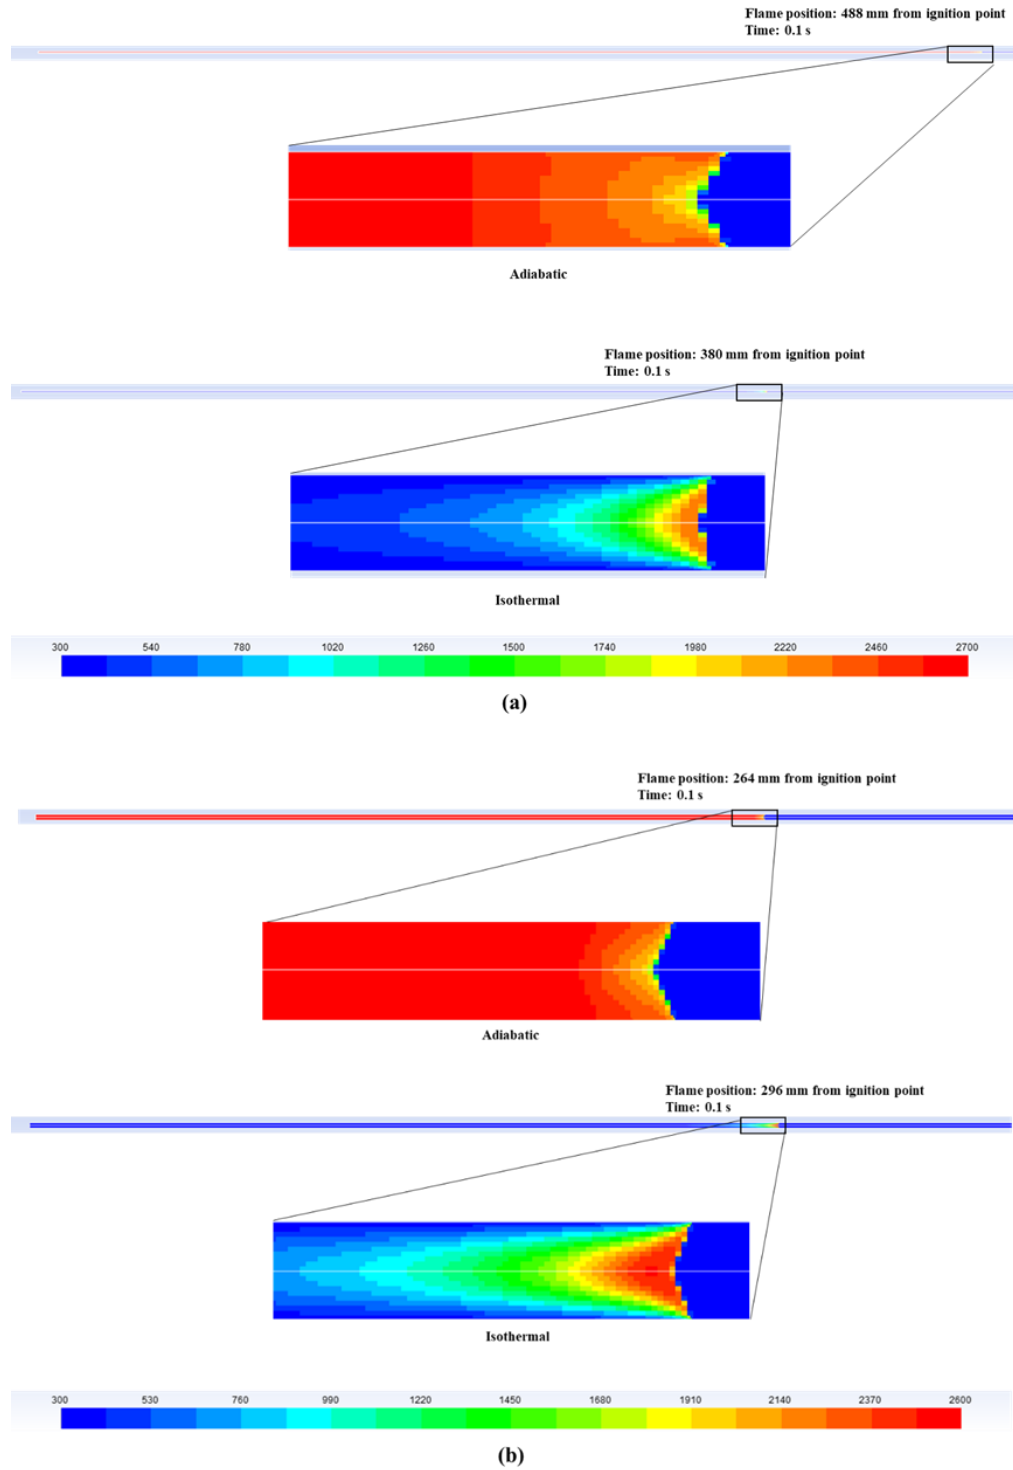 Flame position: 488 mm from ignition point
Time: 0.1 s
Adiabatic
Flame position: 380 mm from ignition point
Time: 0.1 s
Isothermal
300 540 780 1020 1260 1500 1740 1980 2220 2460 2700
(a)
Flame position: 264 mm from ignition point
Time: 0.1 s
Adiabatic
Flame position: 296 mm from ignition point
Time: 0.1 s
Isothermal
300 530 760 990 1220 1450 1680 1910 2140 2370 2600
(b)